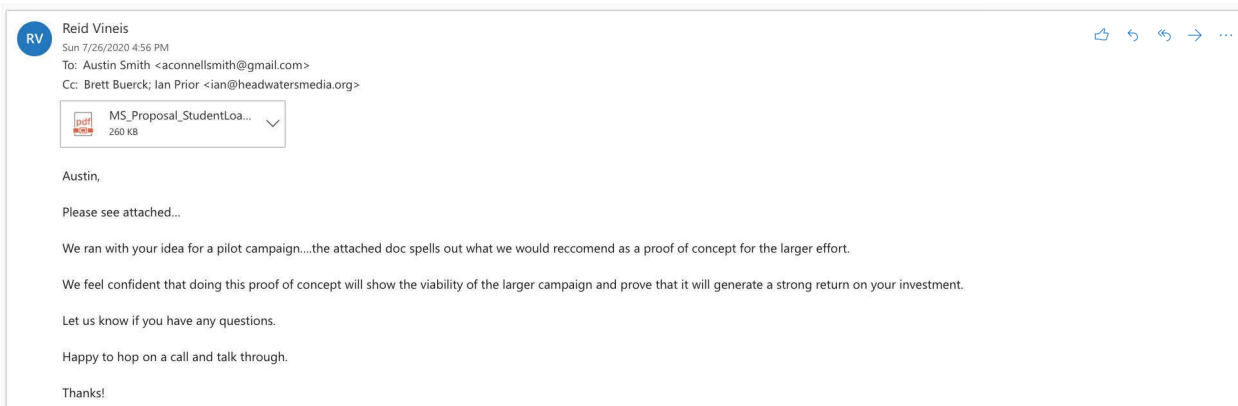 RV
Reid Vineis
Sun 7/26/2020 4:56 PM
To: Austin Smith <aconnellsmith@gmail.com>
Cc: Brett Buerck; Ian Prior <ian@headwatersmedia.org>
pdf
MS_Proposal_StudentLoa...
260 KB
Austin,
Please see attached...
We ran with your idea for a pilot campaign....the attached doc spells out what we would reccomend as a proof of concept for the larger effort.
We feel confident that doing this proof of concept will show the viability of the larger campaign and prove that it will generate a strong return on your investment.
Let us know if you have any questions.
Happy to hop on a call and talk through.
Thanks!